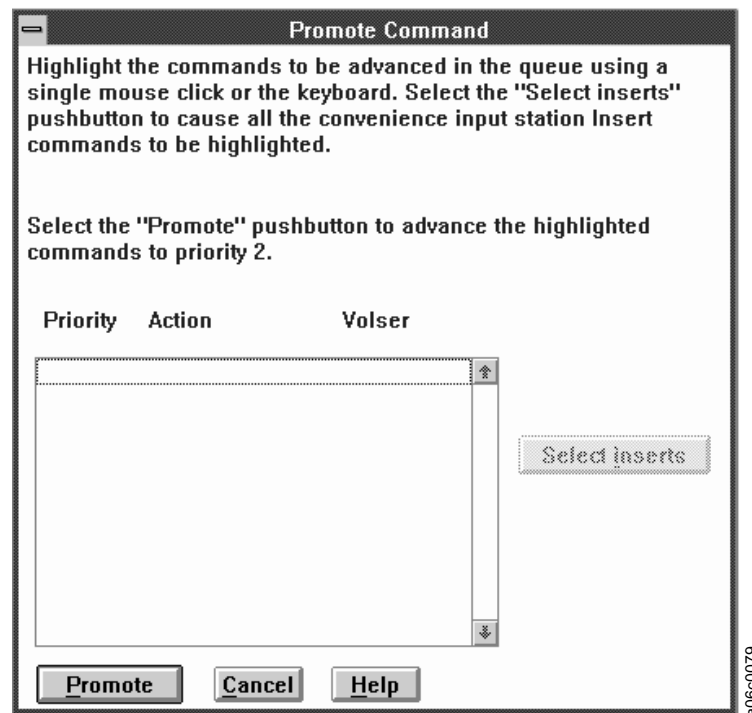 Promote Command
Highlight the commands to be advanced in the queue using a
single mouse click or the keyboard. Select the "Select inserts"
pushbutton to cause all the convenience input station Insert
commands to be highlighted.
Select the "Promote" pushbutton to advance the highlighted
commands to priority 2.
Priority Action Volser
Select inserts
Promote Cancel Help